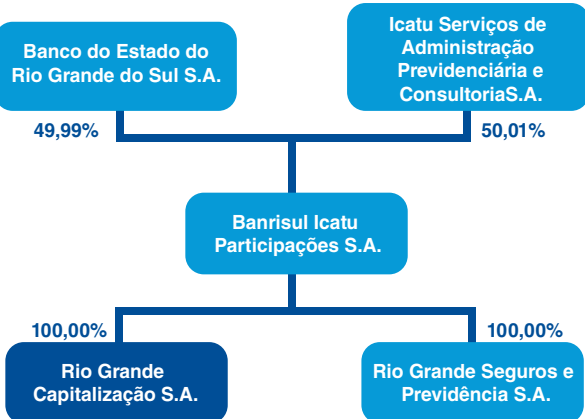 Banco do Estado do
Rio Grande do Sul S.A.
Icatu Serviços de
Administração
Previdenciária e
ConsultoriaS.A.
49,99%
50,01%
Banrisul Icatu
Participações S.A.
100,00%
100,00%
Rio Grande
Capitalização S.A.
Rio Grande Seguros e
Previdência S.A.